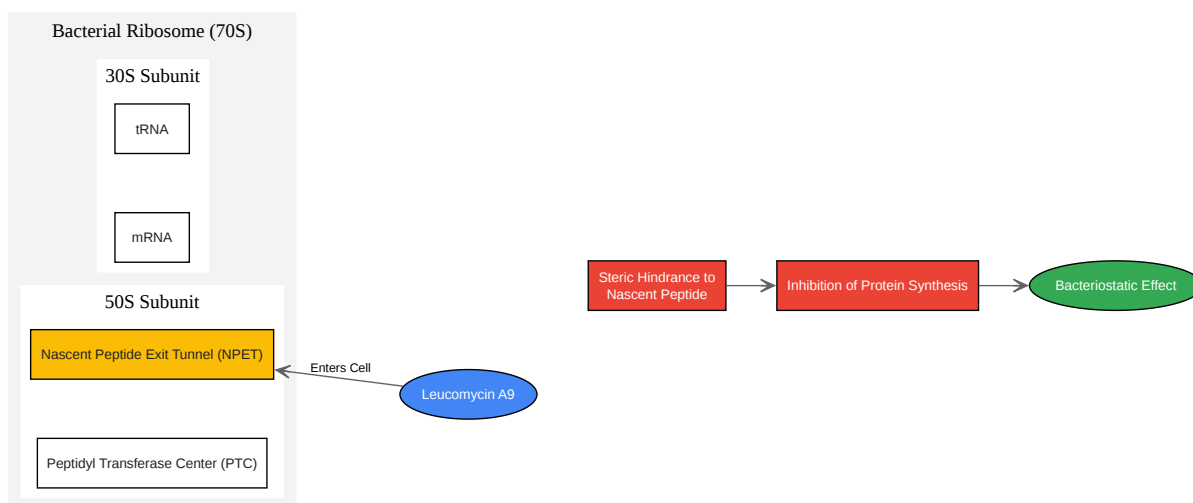 Bacterial Ribosome (70S)
30S Subunit
tRNA
mRNA
50S Subunit
Nascent Peptide Exit Tunnel (NPET)
Peptidyl Transferase Center (PTC)
Enters Cell
Leucomycin A9
Steric Hindrance to
Nascent Peptide
Inhibition of Protein Synthesis
Bacteriostatic Effect